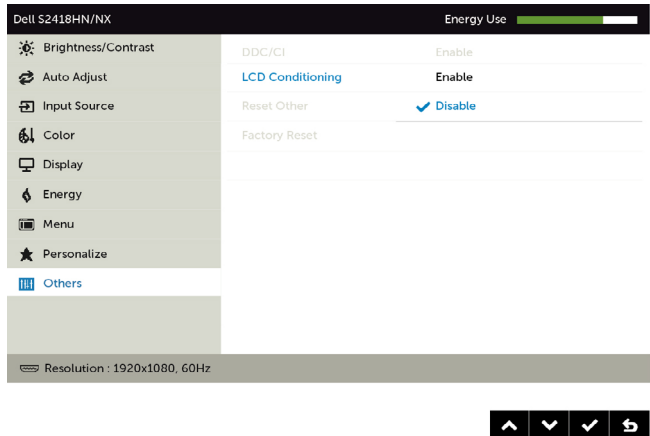 Dell S2418HN/NX Energy Use
Brightness/Contrast DDC/CI Enable
Auto Adjust LCD Conditioning Enable
Input Source Reset Other Disable
Color Factory Reset
Display
Energy
Menu
Personalize
Others
Resolution : 1920x1080, 60Hz